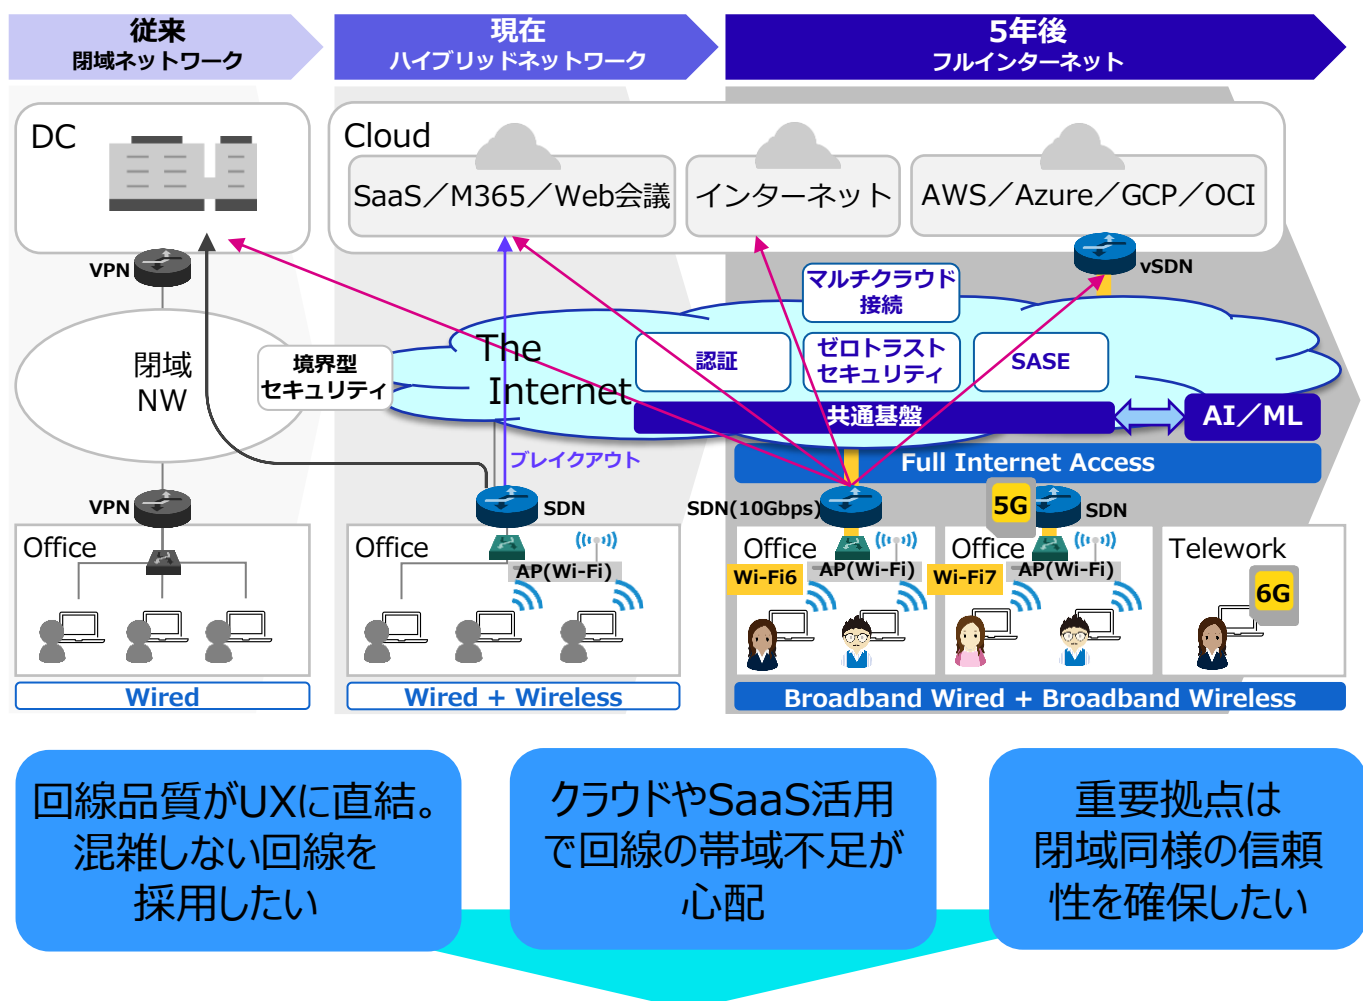 従来
閉域ネットワーク
現在
ハイブリッドネットワーク
5年後
フルインターネット
DC
Cloud
SaaS／M365／Web会議
インターネット
AWS／Azure／GCP／OCI
VPN
vSDN
マルチクラウド
接続
閉域
NW
境界型
セキュリティ
The
Internet
認証
ゼロトラスト
セキュリティ
SASE
共通基盤
AI／ML
ブレイクアウト
Full Internet Access
VPN
SDN
SDN(10Gbps)
5G
SDN
Office
Office
AP(Wi-Fi)
Office
Wi-Fi6
AP(Wi-Fi)
Office
Wi-Fi7
AP(Wi-Fi)
Telework
6G
Wired
Wired + Wireless
Broadband Wired + Broadband Wireless
回線品質がUXに直結。
混雑しない回線を
採用したい
クラウドやSaaS活用
で回線の帯域不足が
心配
重要拠点は
閉域同様の信頼
性を確保したい